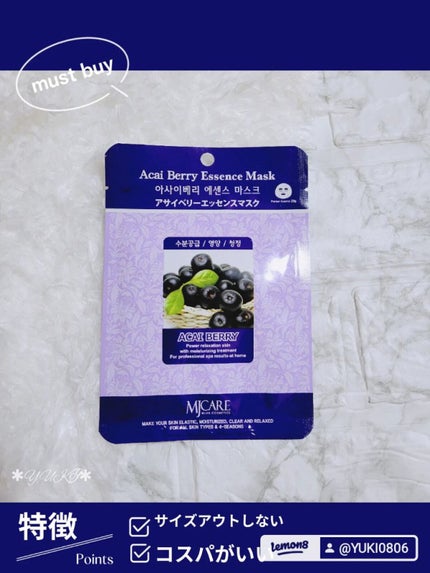 must buy
Acai Berry Essence Mask
아사이베리 에센스 마스크
アサイベリーエッセンスマスク
수분공급 / 영양 / 청정
ACAI BERRY
Power relaxation skin
with moisturizing treatment
For professional spa results at home
MJCARE
MAKE YOUR SKIN ELASTIC, MOISTURIZED, CLEAR AND RELAXED
FOR ALL SKIN TYPES & 4-SEASONS
*YUKI*
特徴
Points
サイズアウトしない
コスパがいい
lemon8
@YUKI0806